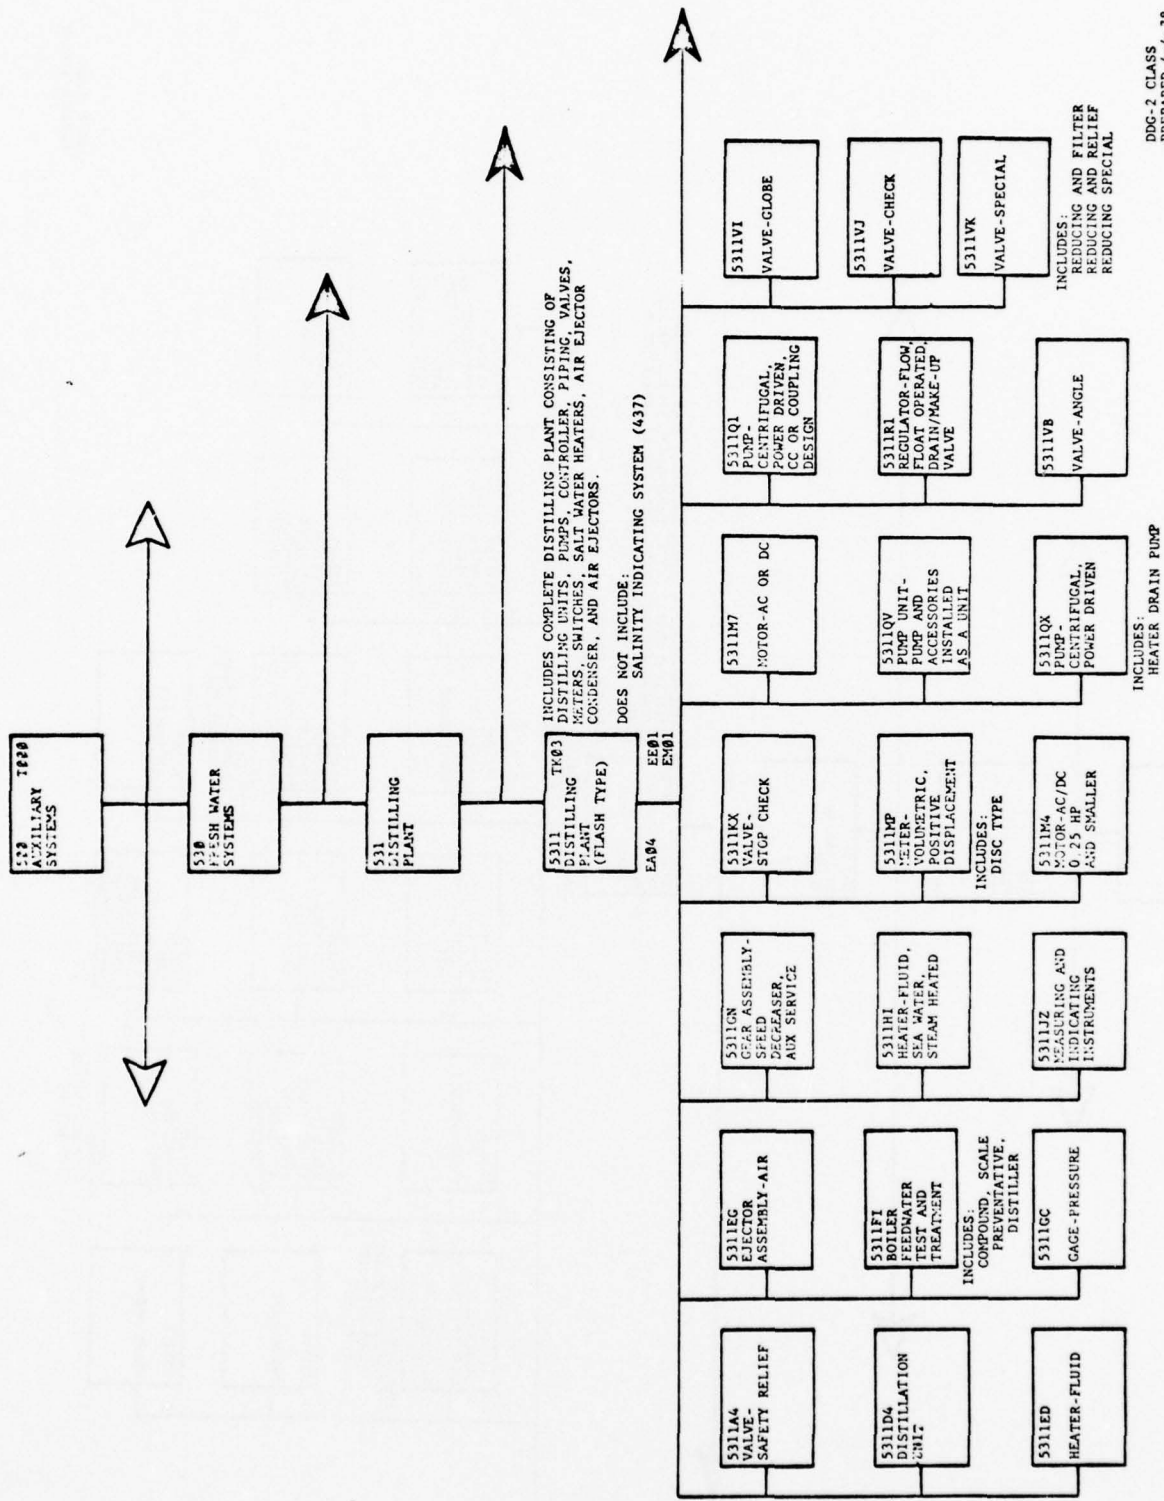 T020
AUXILIARY
SYSTEMS
530
FRESH WATER
SYSTEMS
531
DISTILLING
PLANT
5311 TK03
DISTILLING
PLANT
(FLASH TYPE)
INCLUDES COMPLETE DISTILLING PLANT CONSISTING OF
DISTILLING UNITS, PUMPS, CONTROLLER, PIPING, VALVES,
METERS, SWITCHES, SALT WATER HEATERS, AIR EJECTOR
CONDENSER, AND AIR EJECTORS.
DOES NOT INCLUDE:
SALINITY INDICATING SYSTEM (437)
EA04
EE01
EM01
5311A4
VALVE-
SAFETY RELIEF
5311D4
DISTILLATION
UNIT
5311ED
HEATER-FLUID
5311EG
EJECTOR
ASSEMBLY-AIR
5311FI
BOILER
FEEDWATER
TEST AND
TREATMENT
INCLUDES:
COMPOUND, SCALE
PREVENTATIVE,
DISTILLER
5311GC
GAGE-PRESSURE
5311GN
GEAR ASSEMBLY-
SPEED
DECREASER,
AUX SERVICE
5311HI
HEATER-FLUID,
SEA WATER,
STEAM HEATED
5311JZ
MEASURING AND
INDICATING
INSTRUMENTS
5311KX
VALVE-
STOP CHECK
5311MP
METER-
VOLUMETRIC,
POSITIVE
DISPLACEMENT
INCLUDES:
DISC TYPE
5311M4
MOTOR-AC/DC
0.25 HP
AND SMALLER
5311M7
MOTOR-AC OR DC
5311QV
PUMP UNIT-
PUMP AND
ACCESSORIES
INSTALLED
AS A UNIT
5311QX
PUMP-
CENTRIFUGAL,
POWER DRIVEN
INCLUDES:
HEATER DRAIN PUMP
5311Q1
PUMP-
CENTRIFUGAL,
POWER DRIVEN,
CC OR COUPLING
DESIGN
5311R1
REGULATOR-FLOW,
FLOAT OPERATED,
DRAIN/MAKE-UP
VALVE
5311VB
VALVE-ANGLE
5311VI
VALVE-GLOBE
5311VJ
VALVE-CHECK
5311VK
VALVE-SPECIAL
INCLUDES:
REDUCING AND FILTER
REDUCING AND RELIEF
REDUCING SPECIAL
DDG-2 CLASS